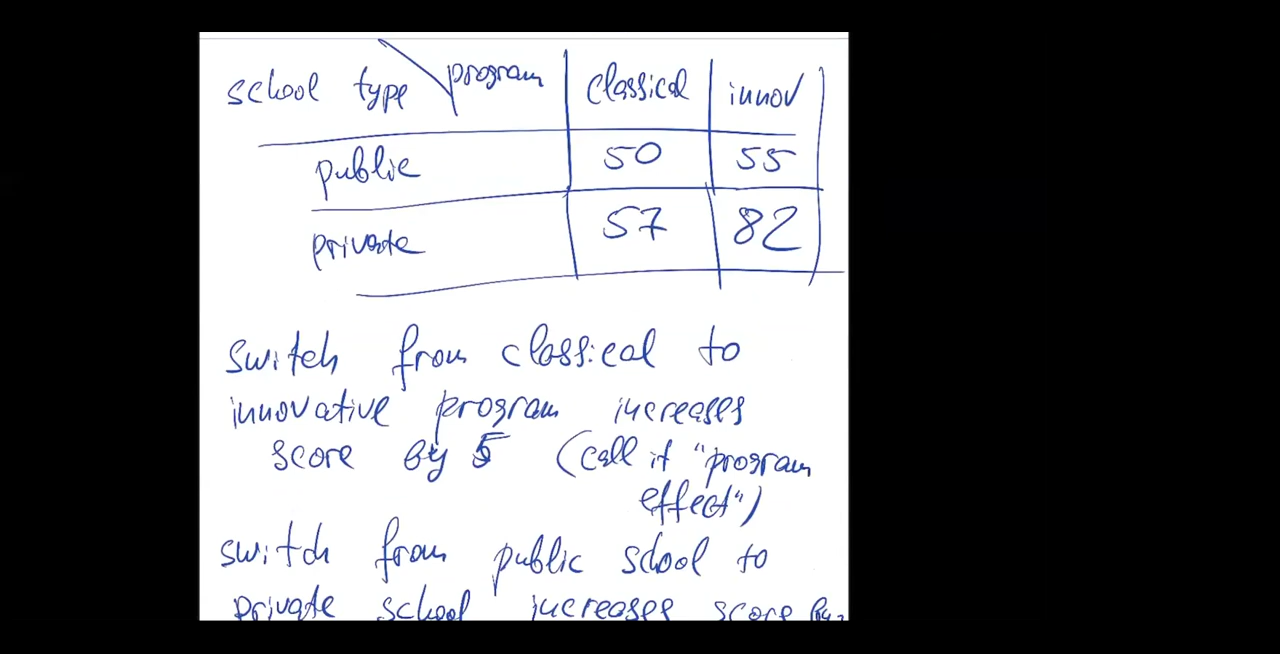 school type program classical innov
public 50 55
private 57 82
switch from classical to
innovative program increases
score by 5 (call it "program
effect")
switch from public school to
private school increases score by